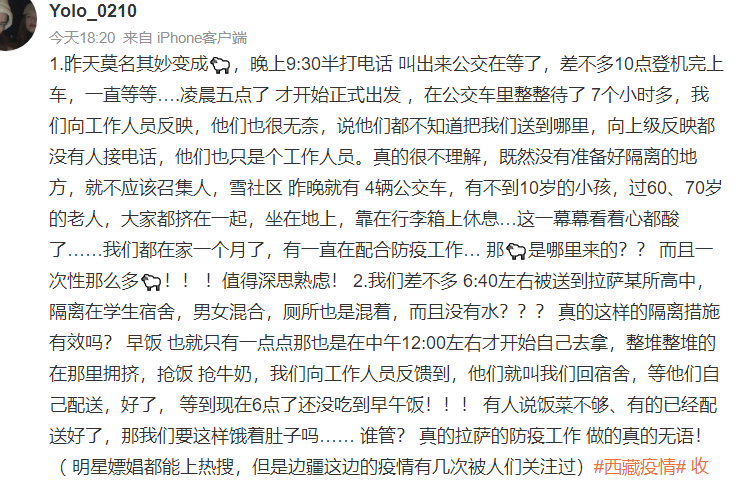 Yolo_0210
今天18:20 来自 iPhone客户端
1.昨天莫名其妙变成🐑，晚上9:30半打电话 叫出来公交在等了，差不多10点登机完上
车，一直等等….凌晨五点了 才开始正式出发 ，在公交车里整整待了 7个小时多，我
们向工作人员反映，他们也很无奈，说他们都不知道把我们送到哪里，向上级反映都
没有人接电话，他们也只是个工作人员。真的很不理解，既然没有准备好隔离的地
方，就不应该召集人，雪社区 昨晚就有 4辆公交车，有不到10岁的小孩，过60、70岁
的老人，大家都挤在一起，坐在地上，靠在行李箱上休息…这一幕幕看着心都酸
了……我们都在家一个月了，有一直在配合防疫工作… 那🐑是哪里来的？？ 而且一
次性那么多🐑！！！值得深思熟虑！ 2.我们差不多 6:40左右被送到拉萨某所高中，
隔离在学生宿舍，男女混合，厕所也是混着，而且没有水？？？ 真的这样的隔离措施
有效吗？ 早饭 也就只有一点点那也是在中午12:00左右才开始自己去拿，整堆整堆的
在那里拥挤，抢饭 抢牛奶，我们向工作人员反馈到，他们就叫我们回宿舍，等他们自
己配送，好了， 等到现在6点了还没吃到早午饭！！！ 有人说饭菜不够、有的已经配
送好了，那我们要这样饿着肚子吗…… 谁管？ 真的拉萨的防疫工作 做的真的无语！
（ 明星嫖娼都能上热搜，但是边疆这边的疫情有几次被人们关注过）#西藏疫情# 收